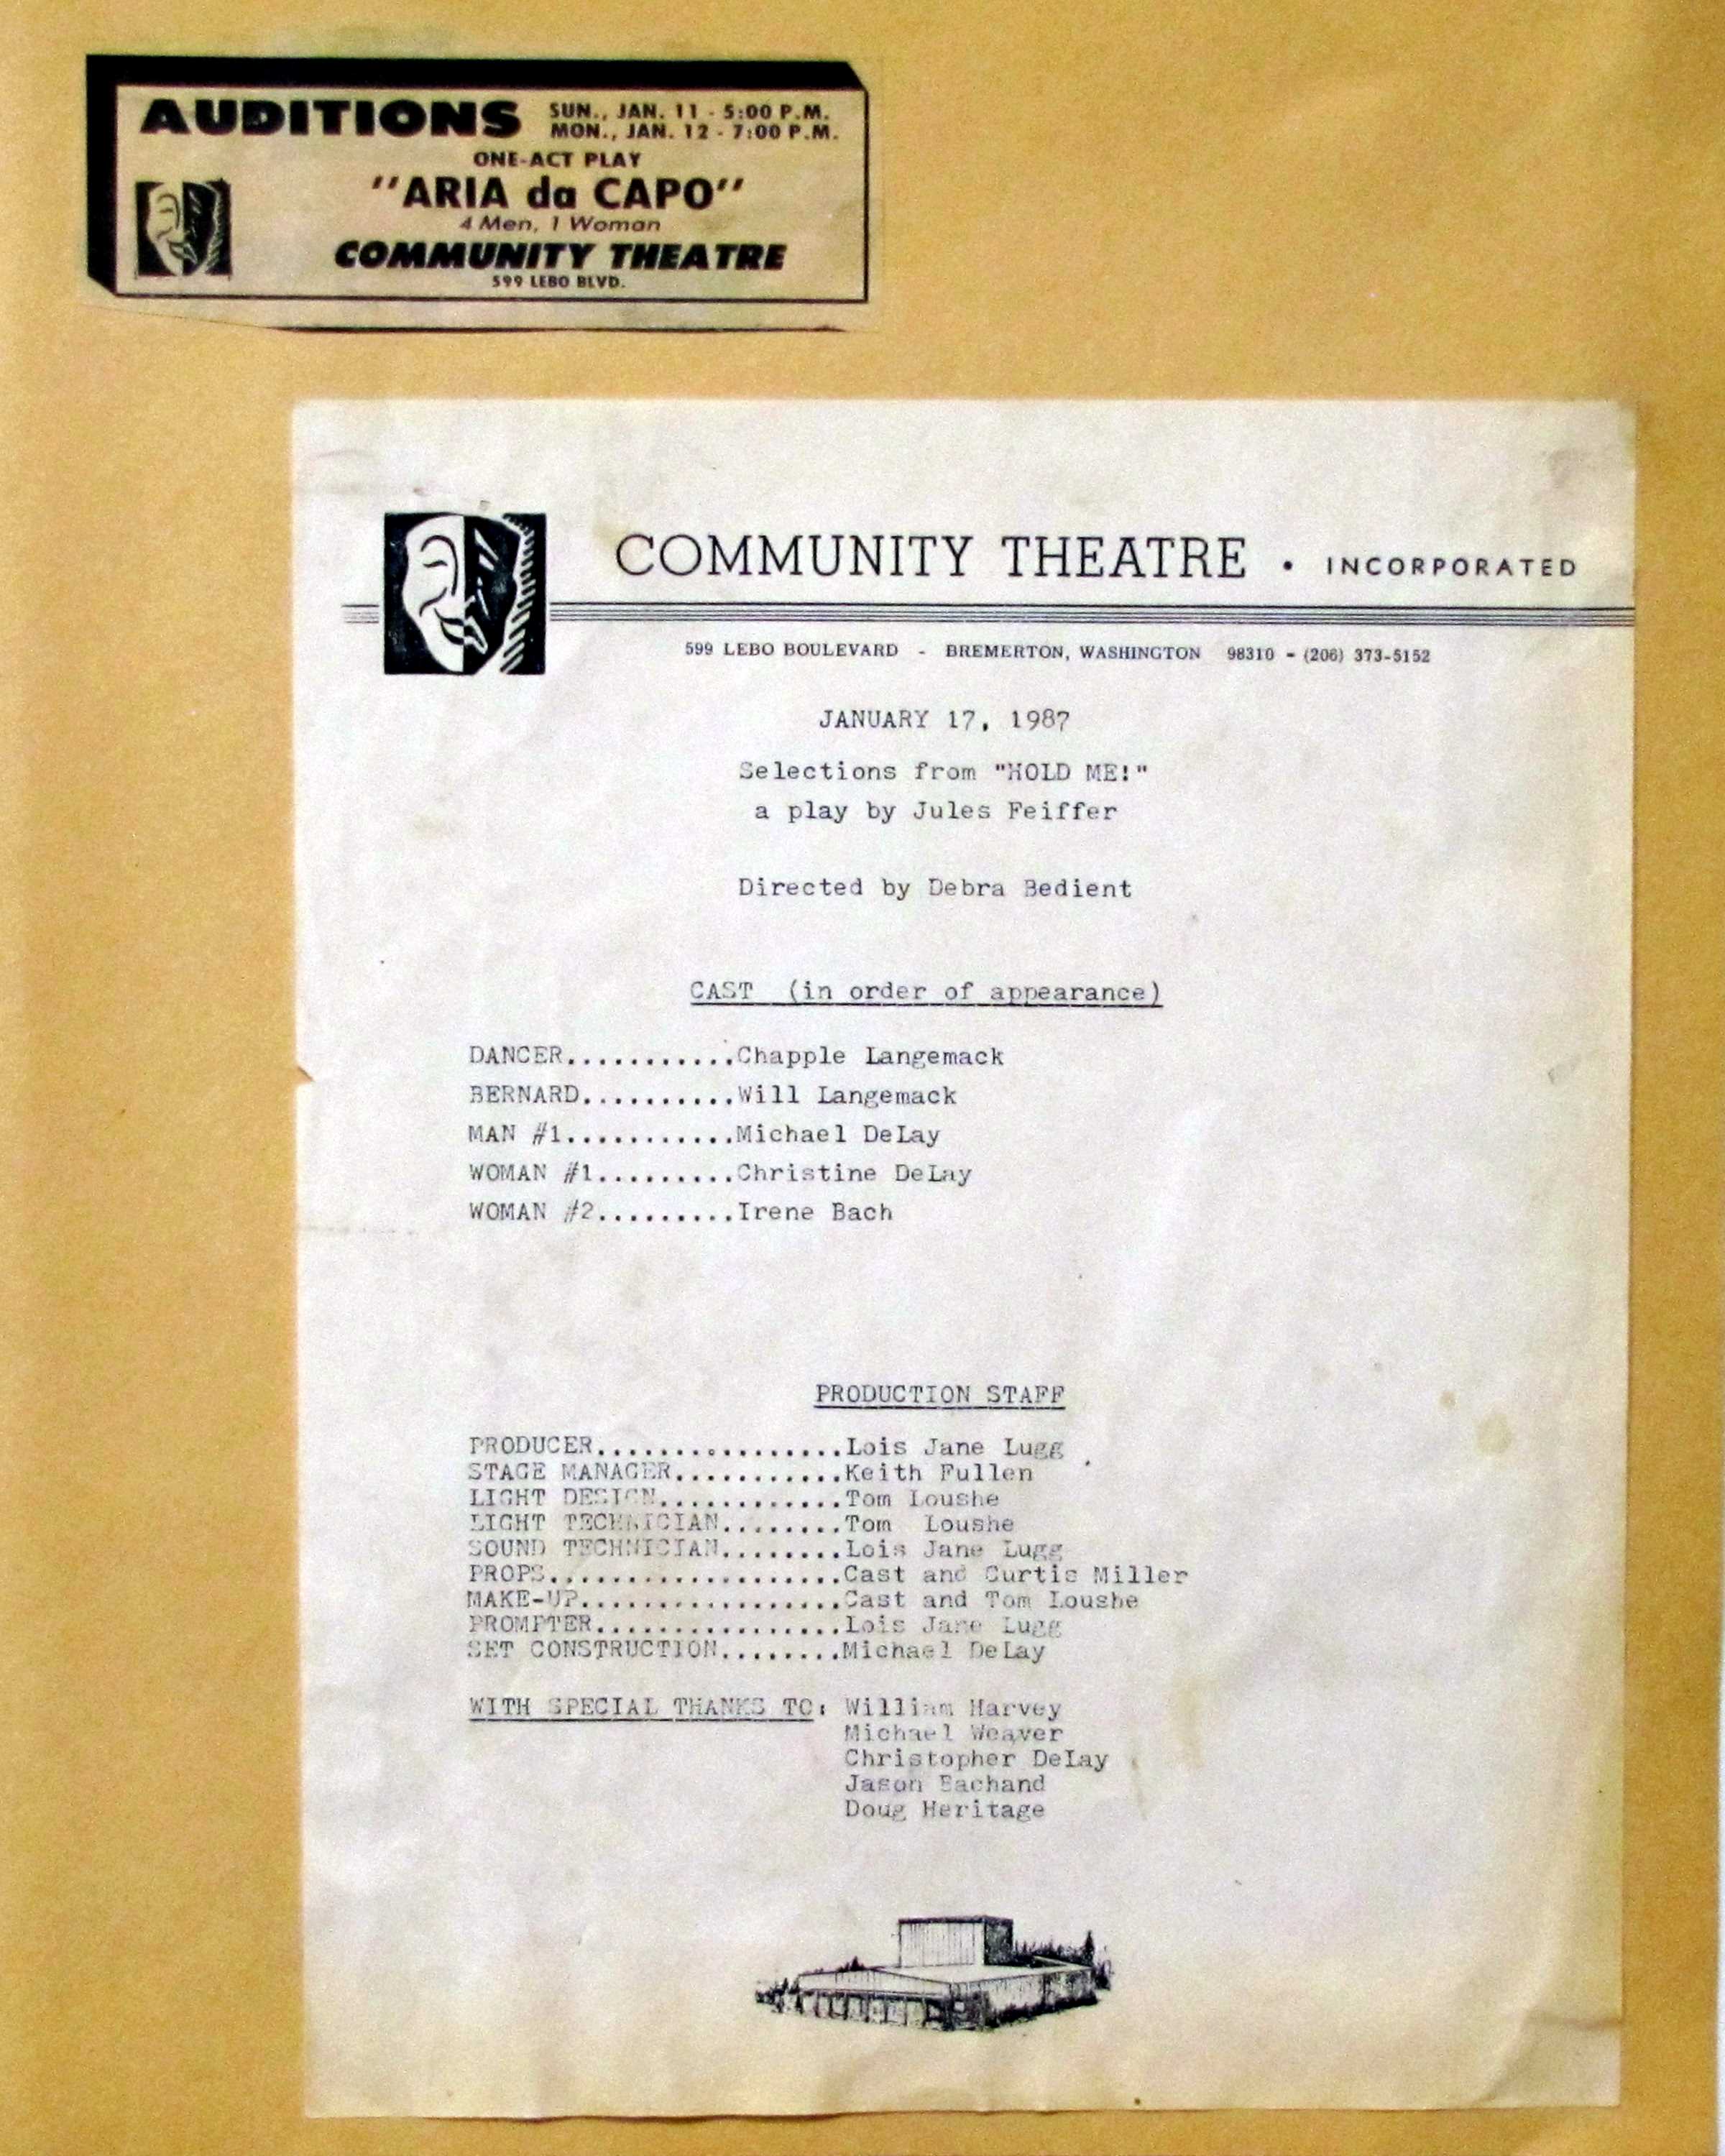 AUDITIONS SUN., JAN. 11 - 5:00 P.M.
MON., JAN. 12 - 7:00 P.M.
ONE-ACT PLAY
"ARIA da CAPO"
4 Men, 1 Woman
COMMUNITY THEATRE
599 LEBO BLVD.
COMMUNITY THEATRE • INCORPORATED
599 LEBO BOULEVARD - BREMERTON, WASHINGTON 98310 - (206) 373-5152
JANUARY 17, 1987
Selections from "HOLD ME!"
a play by Jules Feiffer
Directed by Debra Bedient
CAST (in order of appearance)
DANCER...........Chapple Langemack
BERNARD..........Will Langemack
MAN #1...........Michael DeLay
WOMAN #1.........Christine DeLay
WOMAN #2.........Irene Bach
PRODUCTION STAFF
PRODUCER................Lois Jane Lugg
STAGE MANAGER...........Keith Fullen
LIGHT DESIGN............Tom Loushe
LIGHT TECHNICIAN........Tom Loushe
SOUND TECHNICIAN........Lois Jane Lugg
PROPS...................Cast and Curtis Miller
MAKE-UP.................Cast and Tom Loushe
PROMPTER................Lois Jane Lugg
SET CONSTRUCTION........Michael DeLay
WITH SPECIAL THANKS TO: William Harvey
Michael Weaver
Christopher DeLay
Jason Bachand
Doug Heritage